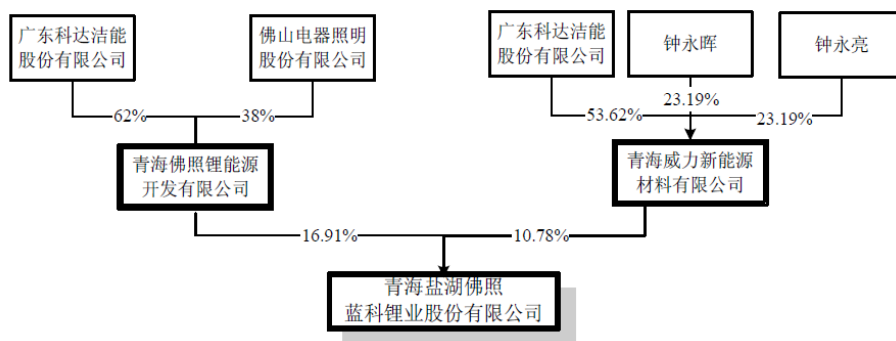 广东科达洁能
股份有限公司
佛山电器照明
股份有限公司
广东科达洁能
股份有限公司
钟永晖
钟永亮
62%
38%
53.62%
23.19%
23.19%
青海佛照锂能源
开发有限公司
青海威力新能源
材料有限公司
16.91%
10.78%
青海盐湖佛照
蓝科锂业股份有限公司